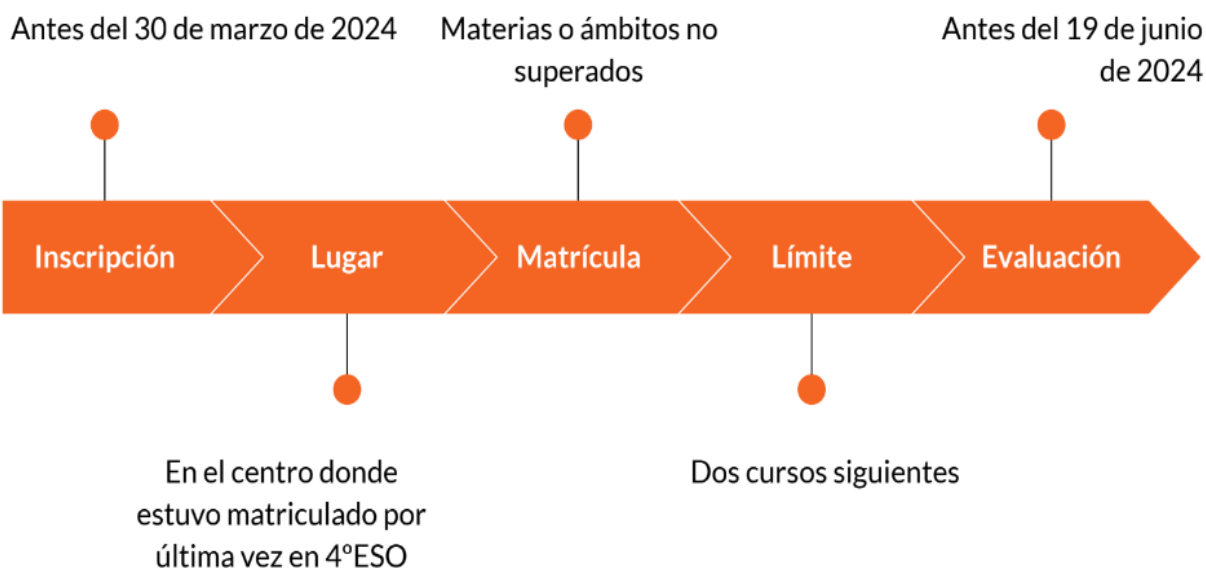 Antes del 30 de marzo de 2024
Materias o ámbitos no
superados
Antes del 19 de junio
de 2024
Inscripción
Lugar
Matrícula
Límite
Evaluación
En el centro donde
estuvo matriculado por
última vez en 4ºESO
Dos cursos siguientes